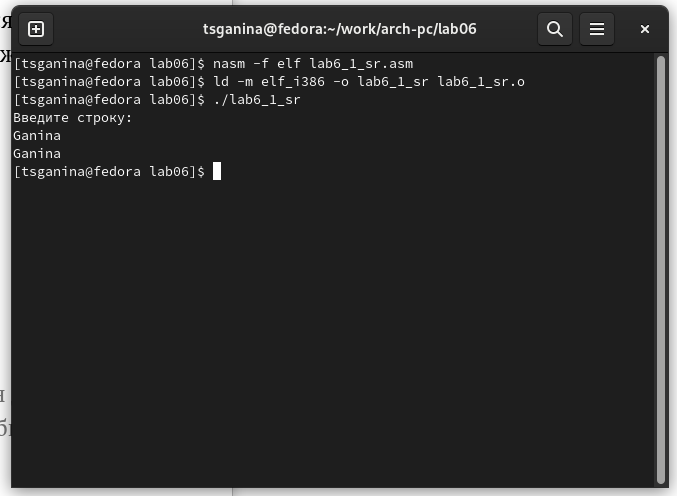 я
ж
tsganina@fedora:~/work/arch-pc/lab06
[tsganina@fedora lab06]$ nasm -f elf lab6_1_sr.asm
[tsganina@fedora lab06]$ ld -m elf_i386 -o lab6_1_sr lab6_1_sr.o
[tsganina@fedora lab06]$ ./lab6_1_sr
Введите строку:
Ganina
Ganina
[tsganina@fedora lab06]$